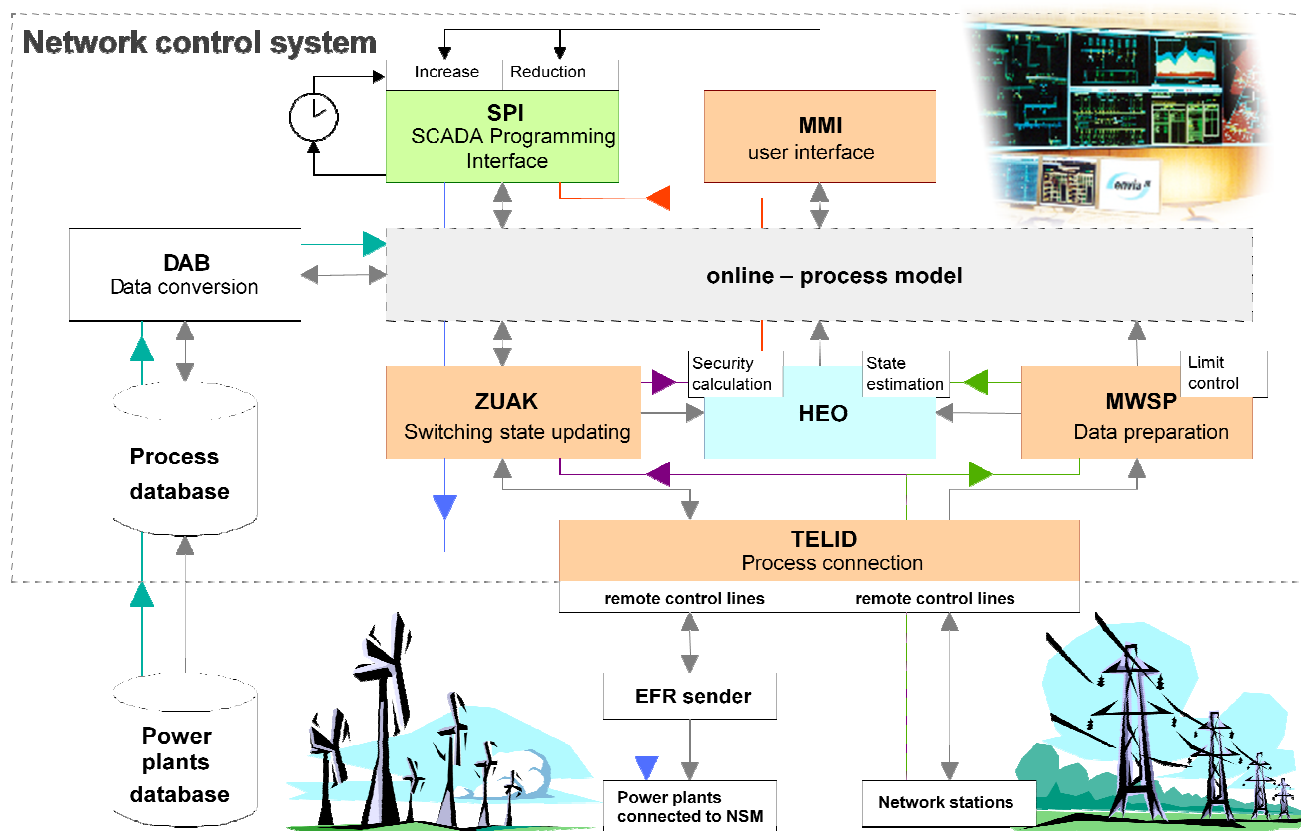 Network control system
Increase
Reduction
SPI
SCADA Programming
Interface
MMI
user interface
envia M
DAB
Data conversion
online – process model
Security
calculation
State
estimation
Limit
control
ZUAK
Switching state updating
HEO
MWSP
Data preparation
Process
database
TELID
Process connection
remote control lines
remote control lines
EFR sender
Power
plants
database
Power plants
connected to NSM
Network stations